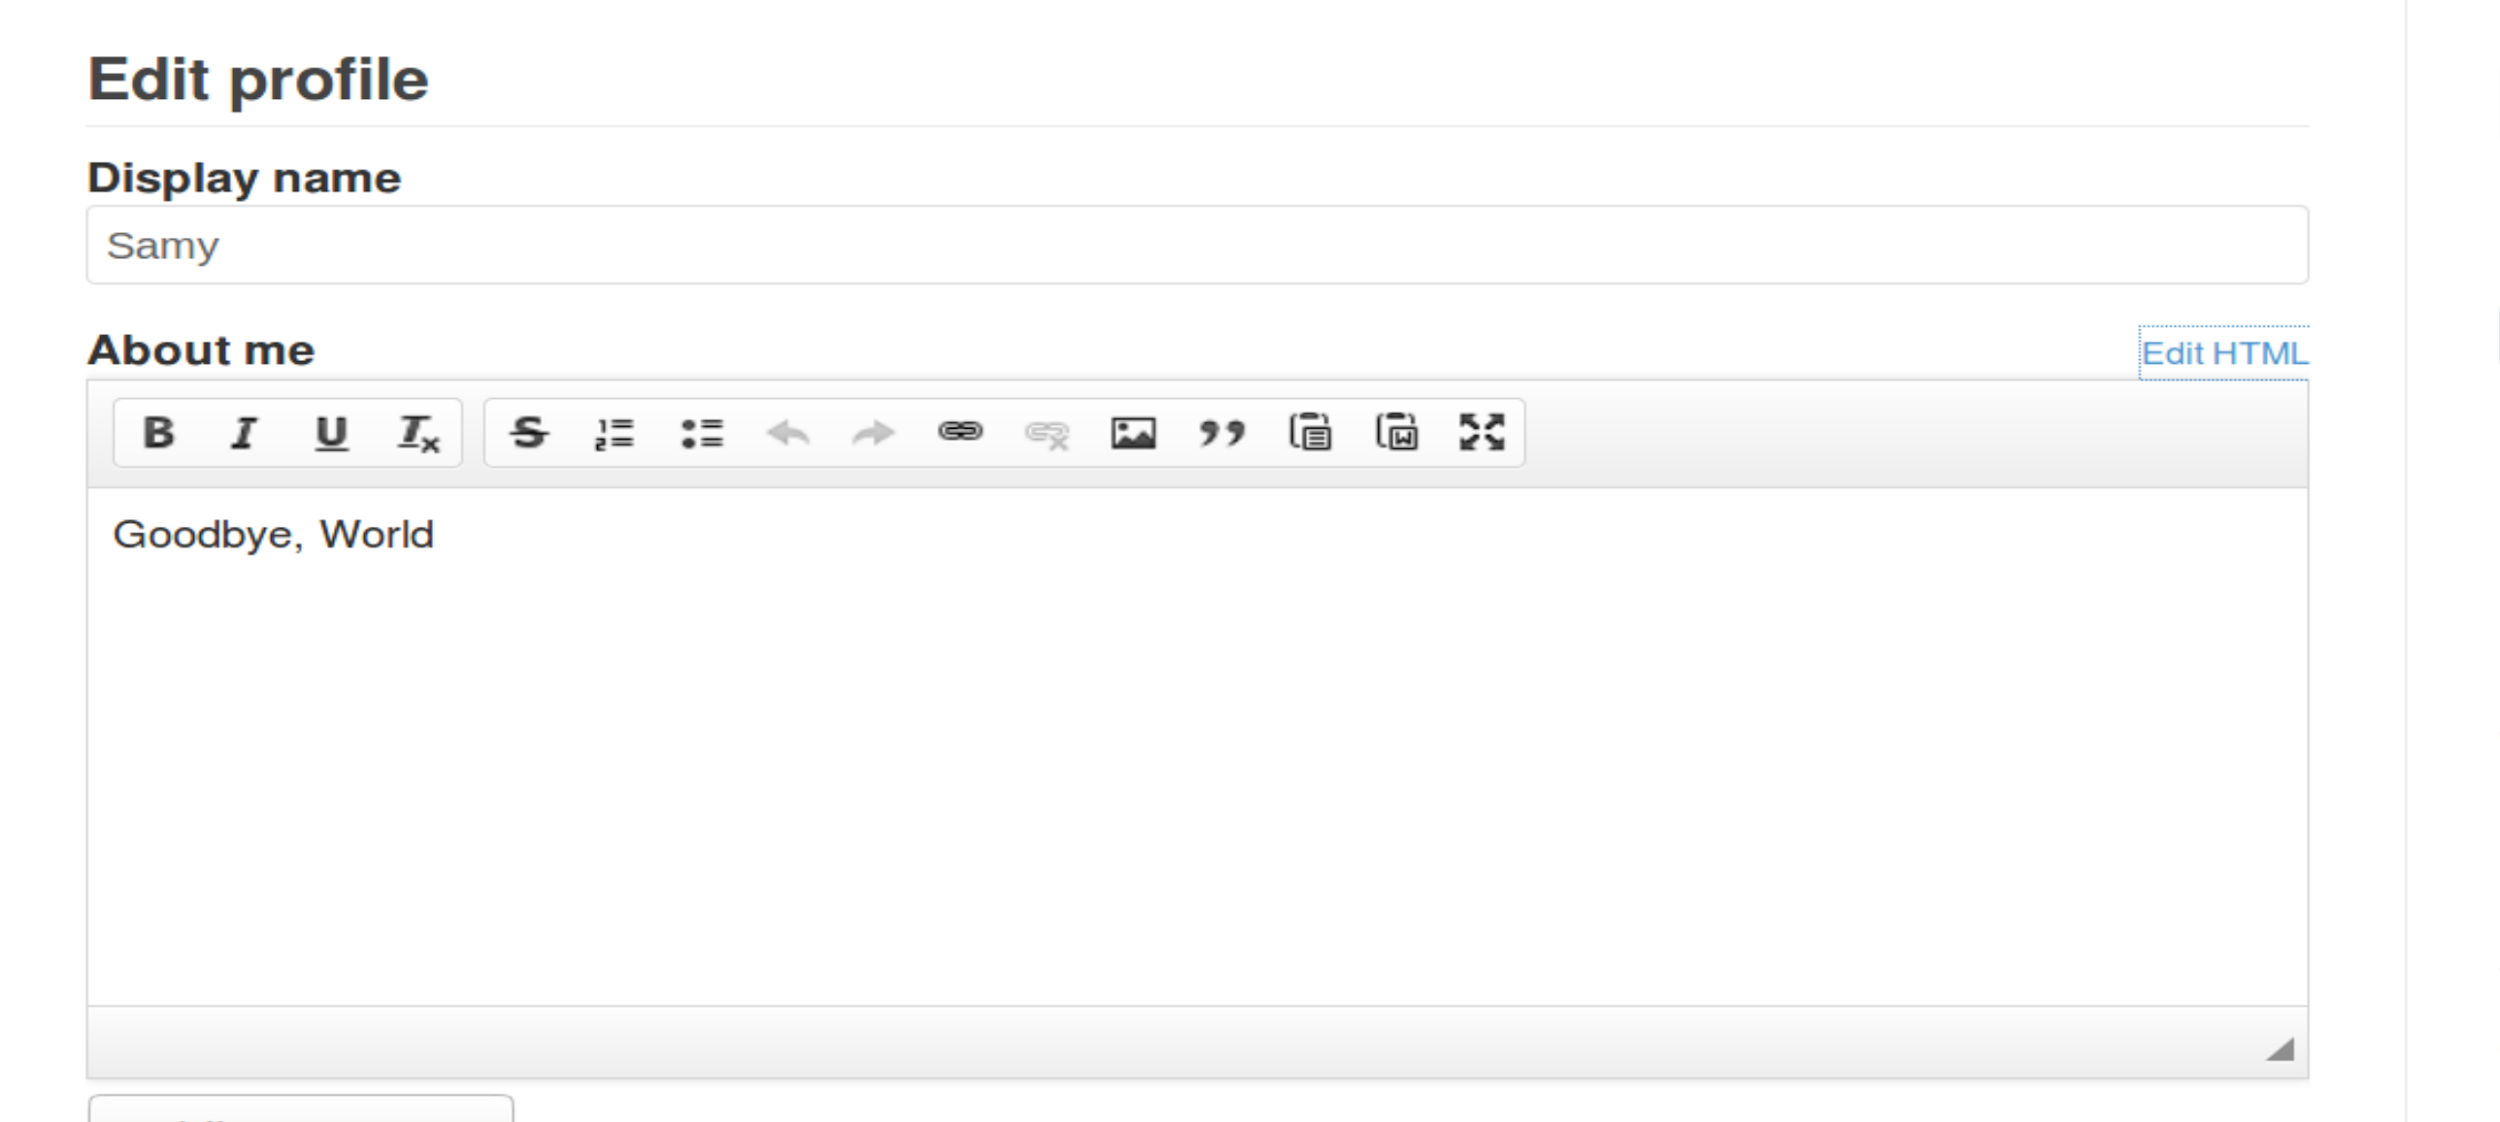 Edit profile
Display name
Samy
About me
Edit HTML
Goodbye, World